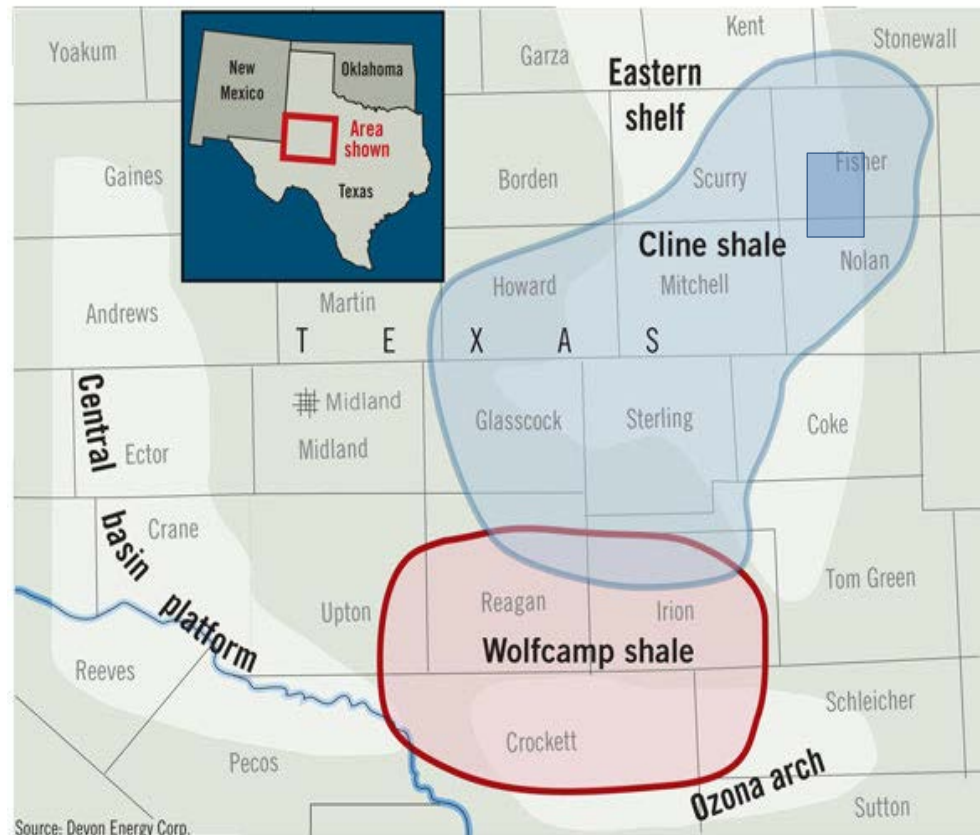 Yoakum
Garza
Kent
Stonewall
New
Mexico
Oklahoma
Area
shown
Texas
Eastern
shelf
Gaines
Borden
Scurry
Fisher
Cline shale
Nolan
Andrews
Martin
Howard
Mitchell
T E X A S
Central
basin
platform
Ector
Midland
Midland
Glasscock
Sterling
Coke
Crane
Upton
Reagan
Irion
Tom Green
Wolfcamp shale
Reeves
Schleicher
Crockett
Pecos
Ozona arch
Sutton
Source: Devon Energy Corp.